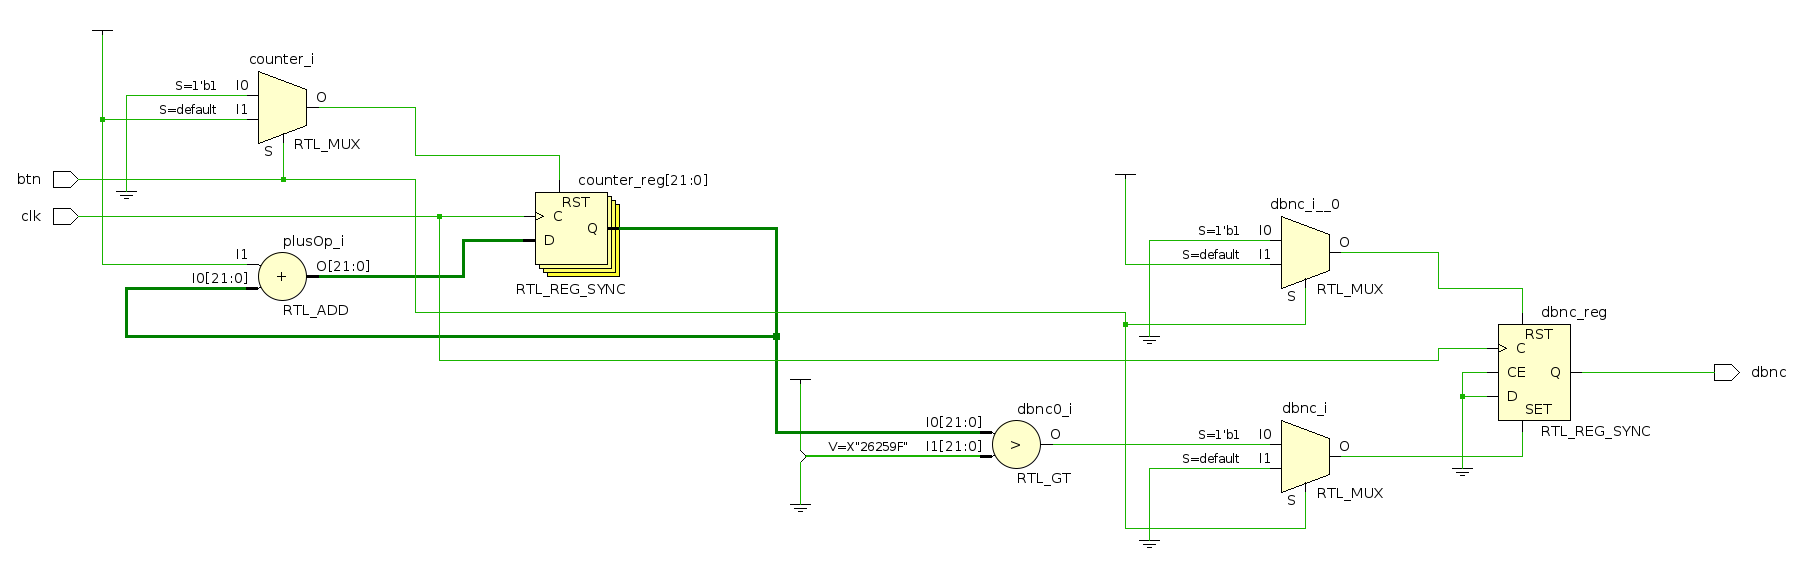 counter_i
S=1'b1 I0
O
S=default I1
S
RTL_MUX
btn
clk
counter_reg[21:0]
RST
C
Q
D
RTL_REG_SYNC
plusOp_i
I1
O[21:0]
I0[21:0]
+
RTL_ADD
dbnc_i__0
S=1'b1 I0
O
S=default I1
S
RTL_MUX
dbnc_reg
RST
C
CE
Q
D
SET
RTL_REG_SYNC
dbnc
dbnc0_i
I0[21:0]
O
V=X"26259F" I1[21:0]
>
RTL_GT
dbnc_i
S=1'b1 I0
O
S=default I1
S
RTL_MUX